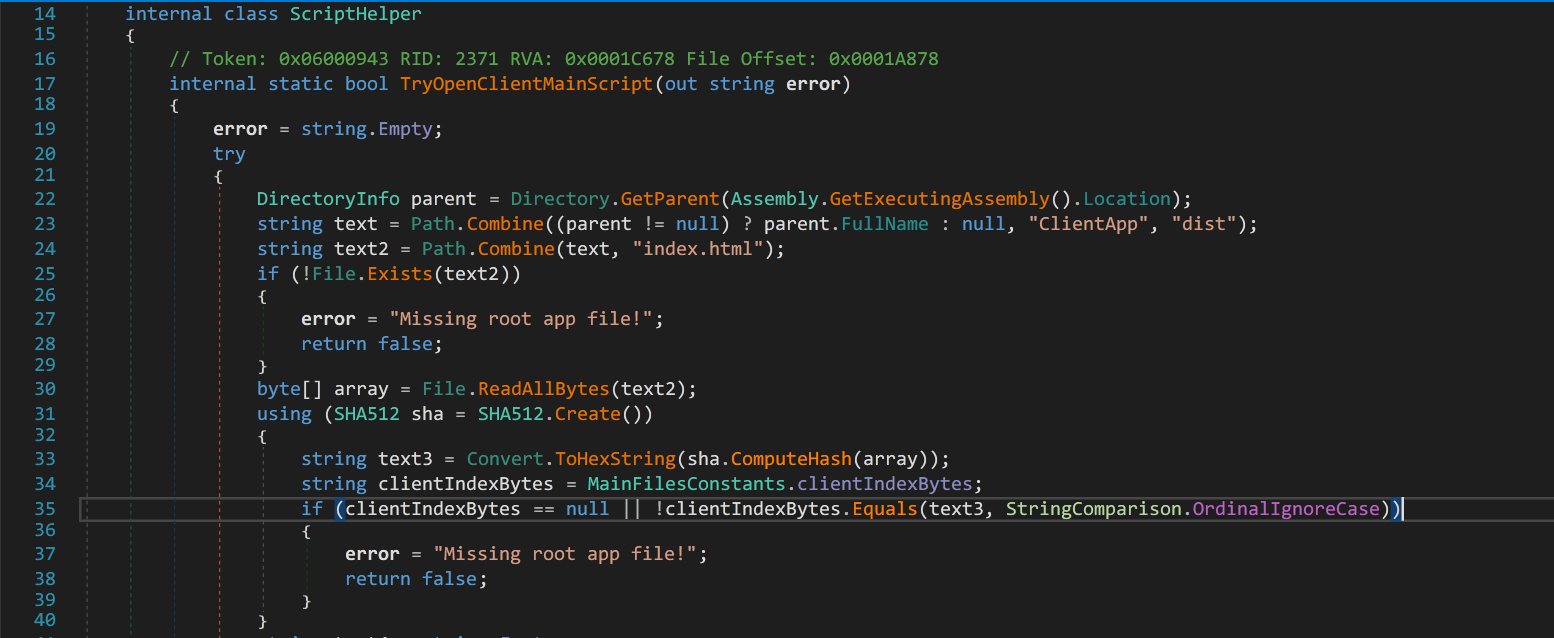 14 internal class ScriptHelper
15 {
16 // Token: 0x06000943 RID: 2371 RVA: 0x0001C678 File Offset: 0x0001A878
17 internal static bool TryOpenClientMainScript(out string error)
18 {
19 error = string.Empty;
20 try
21 {
22 DirectoryInfo parent = Directory.GetParent(Assembly.GetExecutingAssembly().Location);
23 string text = Path.Combine((parent != null) ? parent.FullName : null, "ClientApp", "dist");
24 string text2 = Path.Combine(text, "index.html");
25 if (!File.Exists(text2))
26 {
27 error = "Missing root app file!";
28 return false;
29 }
30 byte[] array = File.ReadAllBytes(text2);
31 using (SHA512 sha = SHA512.Create())
32 {
33 string text3 = Convert.ToHexString(sha.ComputeHash(array));
34 string clientIndexBytes = MainFilesConstants.clientIndexBytes;
35 if (clientIndexBytes == null || !clientIndexBytes.Equals(text3, StringComparison.OrdinalIgnoreCase))
36 {
37 error = "Missing root app file!";
38 return false;
39 }
40 }